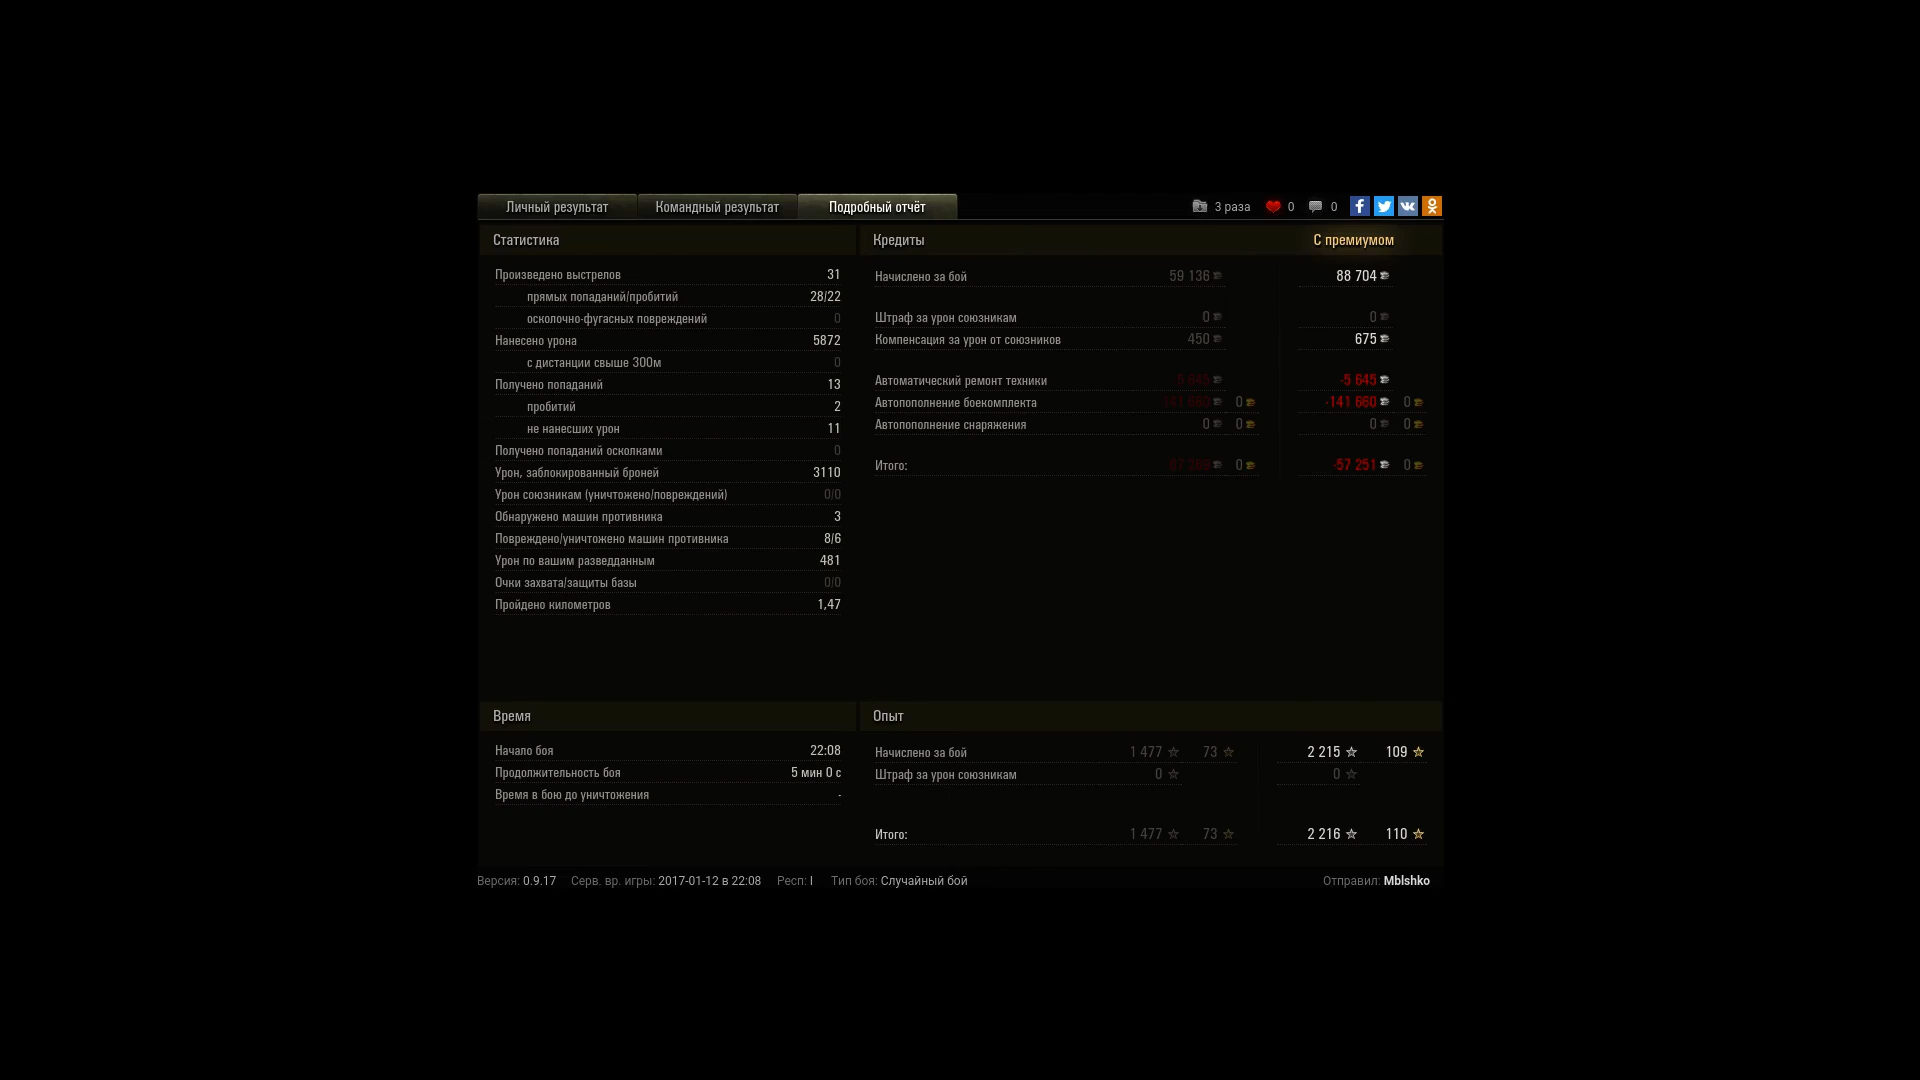 Личный результат Командный результат Подробный отчёт 3 раза 0 0
Статистика
Произведено выстрелов 31
прямых попаданий/пробитий 28/22
осколочно-фугасных повреждений 0
Нанесено урона 5872
с дистанции свыше 300м 0
Получено попаданий 13
пробитий 2
не нанесших урон 11
Получено попаданий осколками 0
Урон, заблокированный броней 3110
Урон союзникам (уничтожено/повреждений) 0/0
Обнаружено машин противника 3
Повреждено/уничтожено машин противника 8/6
Урон по вашим разведданным 481
Очки захвата/защиты базы 0/0
Пройдено километров 1,47
Кредиты С премиумом
Начислено за бой 59 136 88 704
Штраф за урон союзникам 0 0
Компенсация за урон от союзников 450 675
Автоматический ремонт техники 5 645 -5 645
Автопополнение боекомплекта 0 -141 660 0
Автопополнение снаряжения 0 0 0 0
Итого: 0 -57 251 0
Время
Начало боя 22:08
Продолжительность боя 5 мин 0 с
Время в бою до уничтожения -
Опыт
Начислено за бой 1 477 73 2 215 109
Штраф за урон союзникам 0 0
Итого: 1 477 73 2 216 110
Версия: 0.9.17 Серв. вр. игры: 2017-01-12 в 22:08 Респ: I Тип боя: Случайный бой Отправил: Mblshko